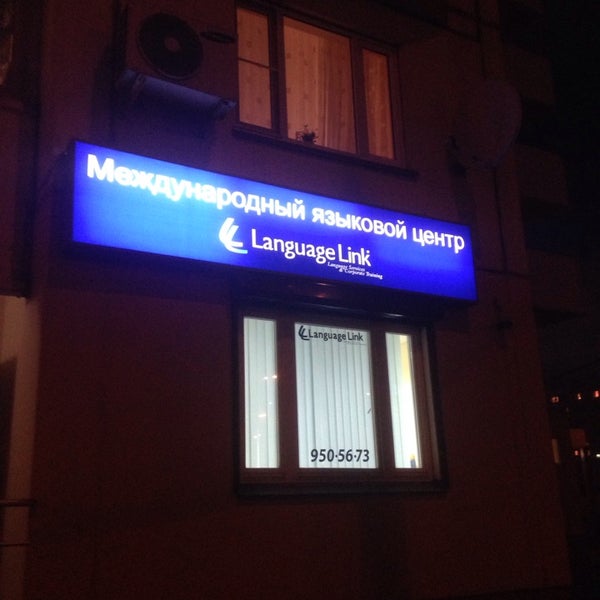 Международный языковой центр
Language Link
Language Services
& Corporate Training
Language Link
950-56-73